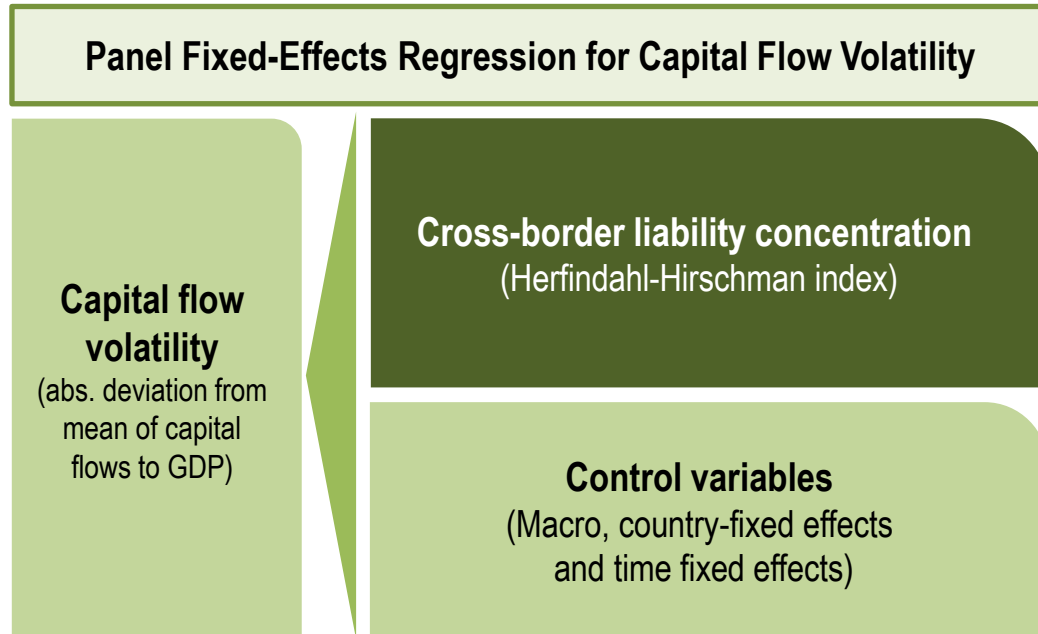 Panel Fixed-Effects Regression for Capital Flow Volatility
Capital flow
volatility
(abs. deviation from
mean of capital
flows to GDP)
Cross-border liability concentration
(Herfindahl-Hirschman index)
Control variables
(Macro, country-fixed effects
and time fixed effects)